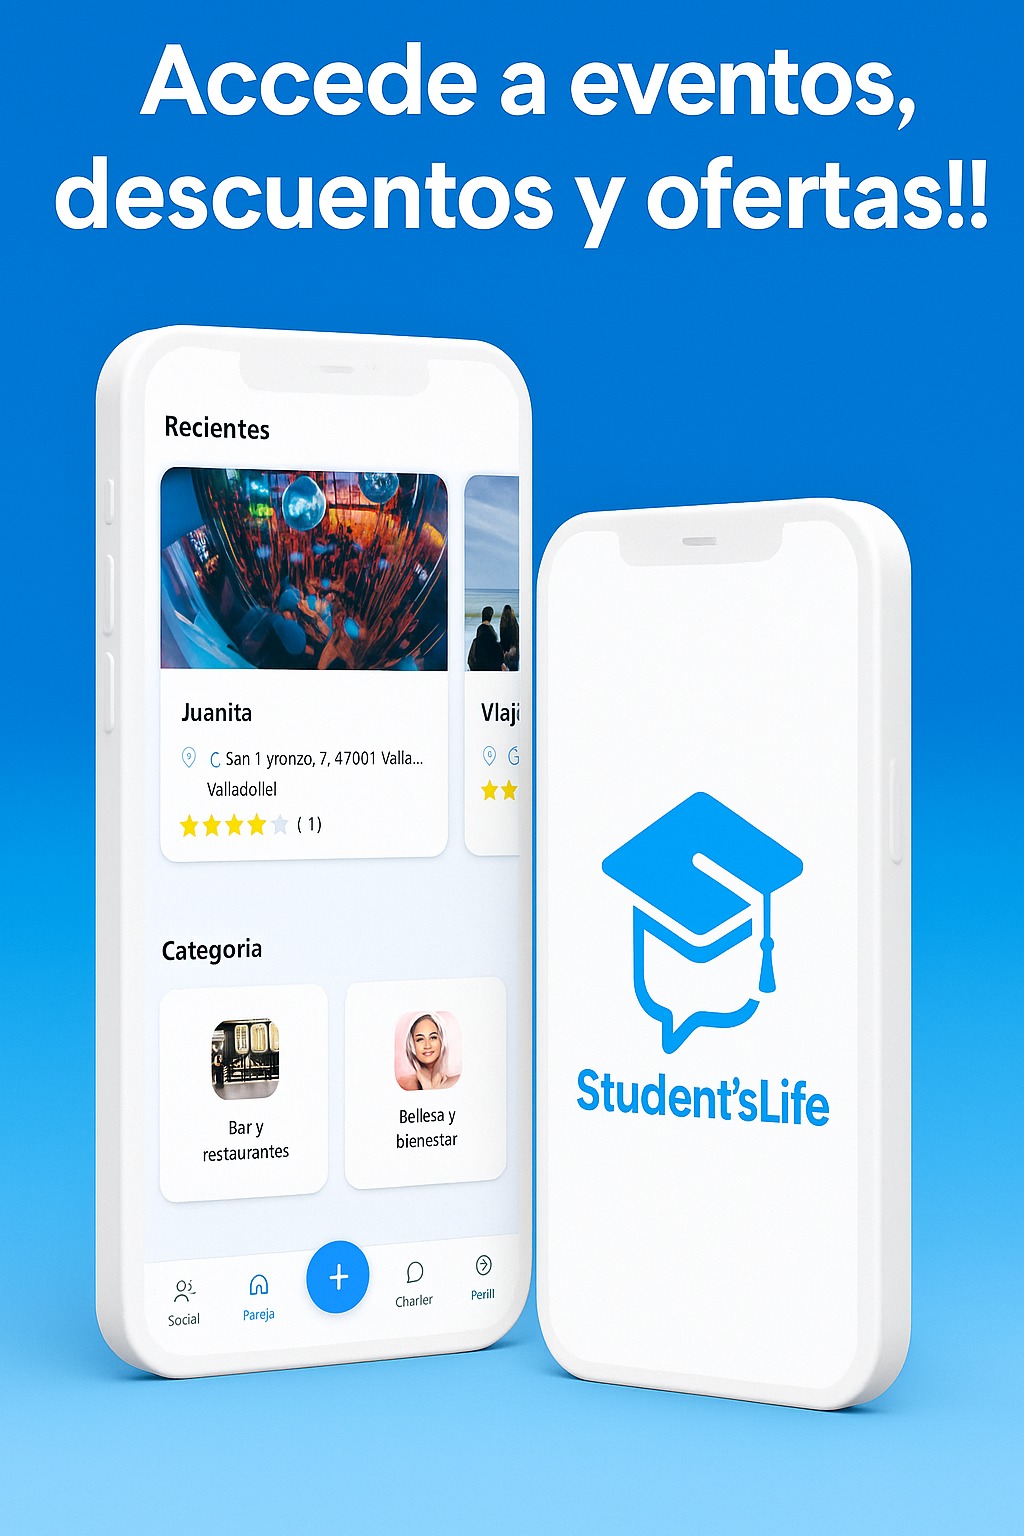 Accede a eventos,
descuentos y ofertas!!
Recientes
Juanita
C San 1 yronzo, 7, 47001 Valla...
Valladollel
( 1)
Vlaj
G
Categoria
Bar y
restaurantes
Bellesa y
bienestar
Social
Pareja
Charler
Perill
Student'sLife